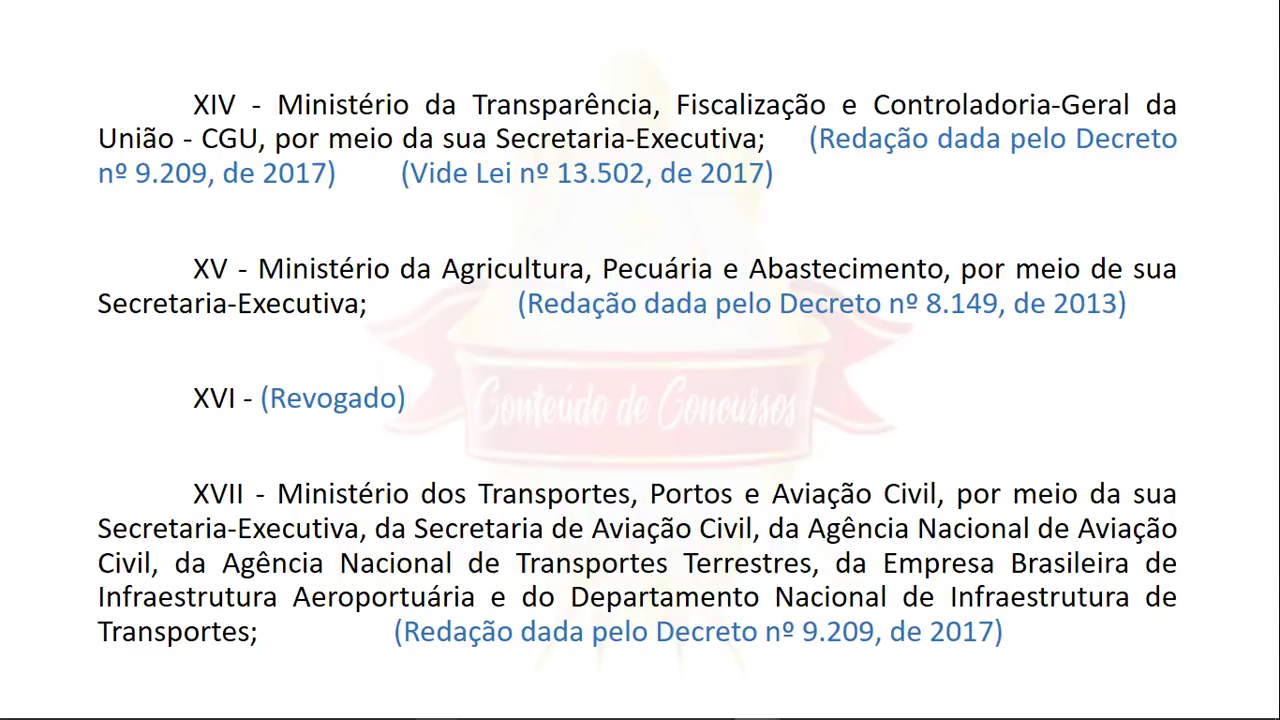 XIV - Ministério da Transparência, Fiscalização e Controladoria-Geral da
União - CGU, por meio da sua Secretaria-Executiva; (Redação dada pelo Decreto
nº 9.209, de 2017) (Vide Lei nº 13.502, de 2017)
XV - Ministério da Agricultura, Pecuária e Abastecimento, por meio de sua
Secretaria-Executiva; (Redação dada pelo Decreto nº 8.149, de 2013)
XVI - (Revogado)
Conteúdo de Concursos
XVII - Ministério dos Transportes, Portos e Aviação Civil, por meio da sua
Secretaria-Executiva, da Secretaria de Aviação Civil, da Agência Nacional de Aviação
Civil, da Agência Nacional de Transportes Terrestres, da Empresa Brasileira de
Infraestrutura Aeroportuária e do Departamento Nacional de Infraestrutura de
Transportes; (Redação dada pelo Decreto nº 9.209, de 2017)